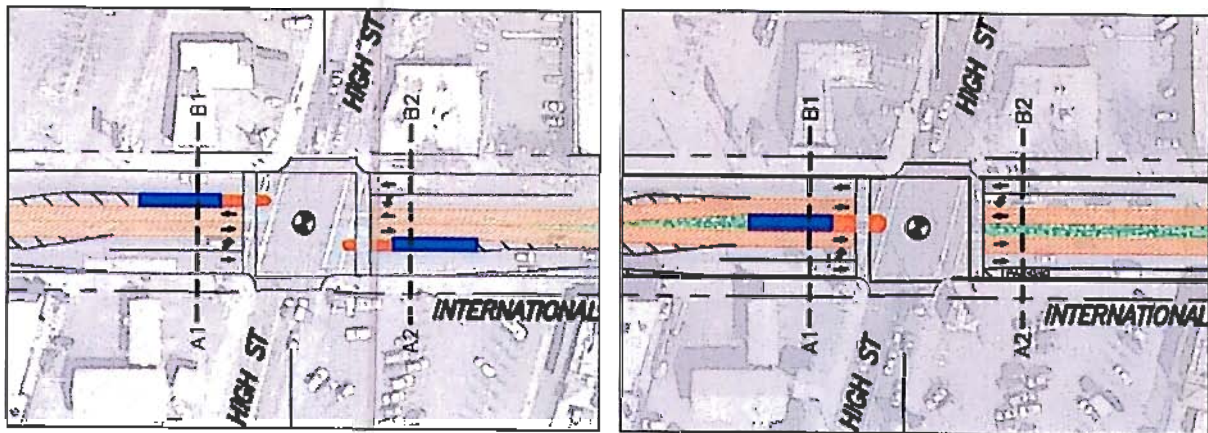 HIGH ST
B1
B2
A1
A2
INTERNATIONAL
HIGH ST
HIGH ST
B1
B2
A1
A2
INTERNATIONAL
HIGH ST